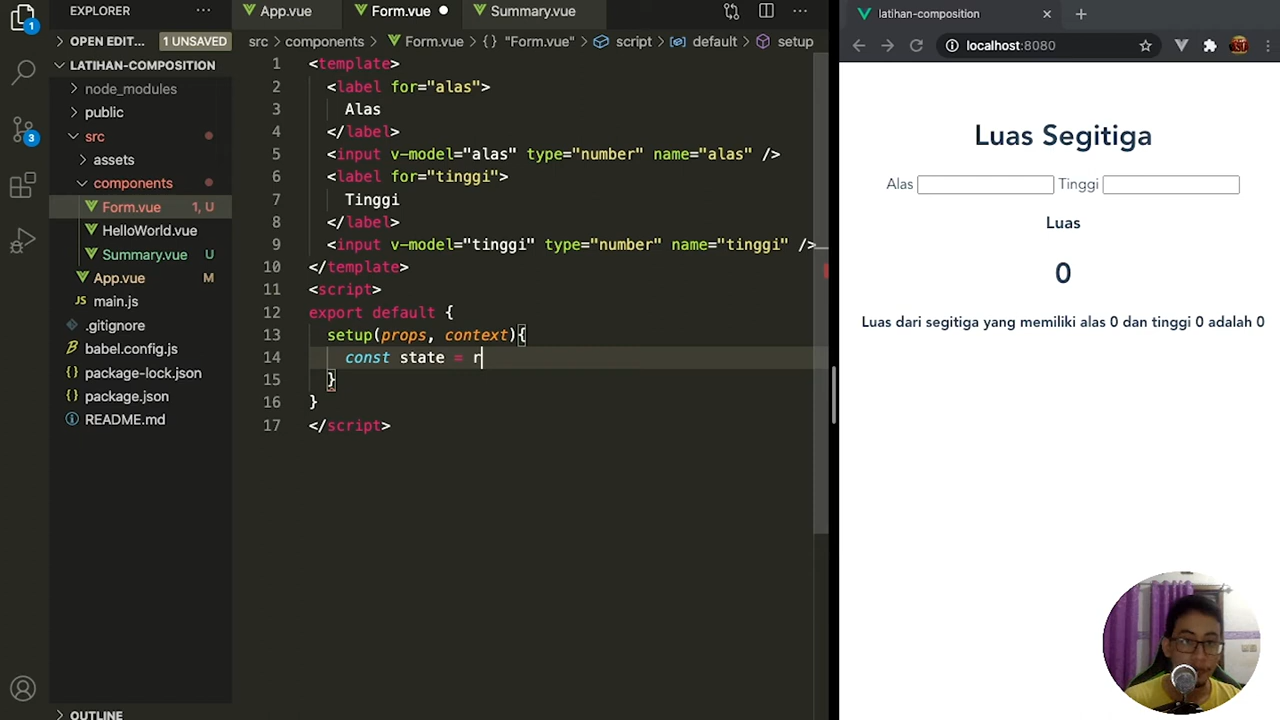 EXPLORER
OPEN EDIT... 1 UNSAVED
LATIHAN-COMPOSITION
node_modules
public
src
assets
components
Form.vue 1, U
HelloWorld.vue
Summary.vue U
App.vue M
JS main.js
.gitignore
babel.config.js
package-lock.json
package.json
README.md
OUTLINE
1
3
App.vue Form.vue Summary.vue
src > components > Form.vue > {} "Form.vue" > script > default > setup
1 <template>
2 <label for="alas">
3 Alas
4 </label>
5 <input v-model="alas" type="number" name="alas" />
6 <label for="tinggi">
7 Tinggi
8 </label>
9 <input v-model="tinggi" type="number" name="tinggi" />
10 </template>
11 <script>
12 export default {
13 setup(props, context){
14 const state = r
15 }
16 }
17 </script>
latihan-composition
localhost:8080
Luas Segitiga
Alas Tinggi
Luas
0
Luas dari segitiga yang memiliki alas 0 dan tinggi 0 adalah 0